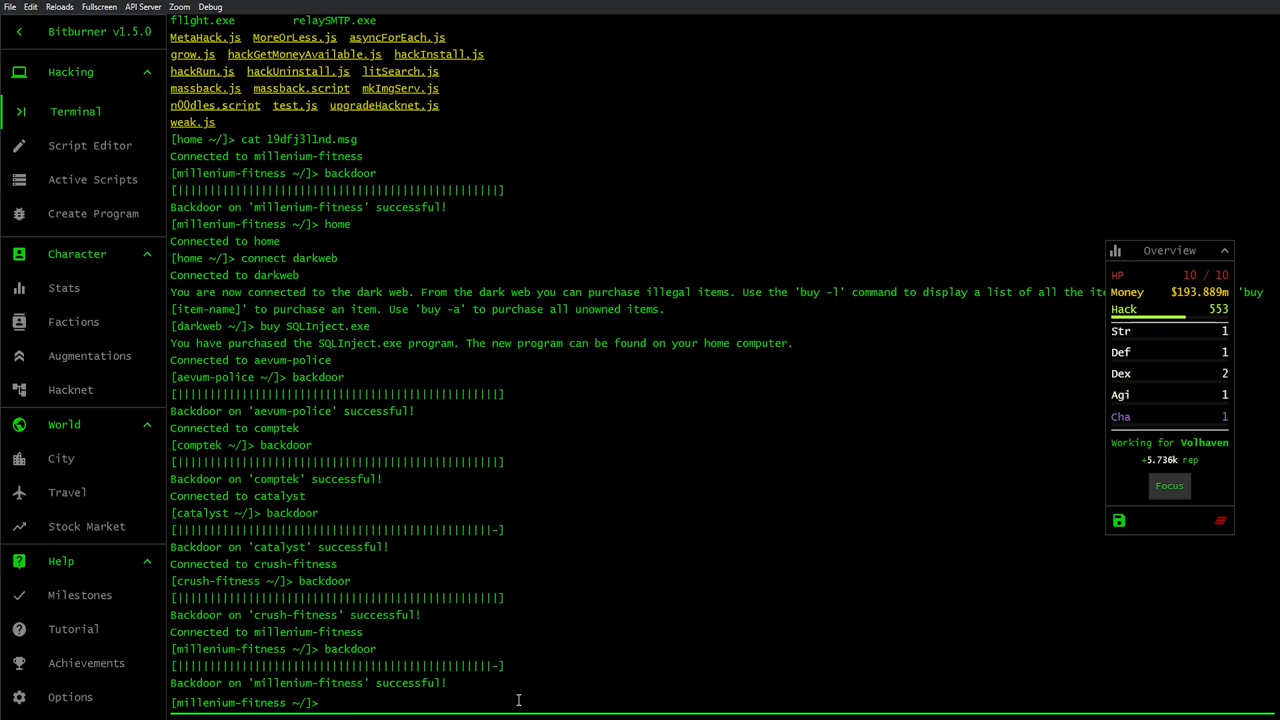 File Edit Reloads Fullscreen API Server Zoom Debug
Bitburner v1.5.0
Hacking
Terminal
Script Editor
Active Scripts
Create Program
Character
Stats
Factions
Augmentations
Hacknet
World
City
Travel
Stock Market
Help
Milestones
Tutorial
Achievements
Options
fl1ght.exe relaySMTP.exe
MetaHack.js MoreOrLess.js asyncForEach.js
grow.js hackGetMoneyAvailable.js hackInstall.js
hackRun.js hackUninstall.js litSearch.js
massback.js massback.script mkImgServ.js
n00dles.script test.js upgradeHacknet.js
weak.js
[home ~/]> cat 19dfj3l1nd.msg
Connected to millenium-fitness
[millenium-fitness ~/]> backdoor
[||||||||||||||||||||||||||||||||||||||||||||||||||]
Backdoor on 'millenium-fitness' successful!
[millenium-fitness ~/]> home
Connected to home
[home ~/]> connect darkweb
Connected to darkweb
You are now connected to the dark web. From the dark web you can purchase illegal items. Use the 'buy -l' command to display a list of all the ite 'buy
[item-name]' to purchase an item. Use 'buy -a' to purchase all unowned items.
[darkweb ~/]> buy SQLInject.exe
You have purchased the SQLInject.exe program. The new program can be found on your home computer.
Connected to aevum-police
[aevum-police ~/]> backdoor
[||||||||||||||||||||||||||||||||||||||||||||||||||]
Backdoor on 'aevum-police' successful!
Connected to comptek
[comptek ~/]> backdoor
[||||||||||||||||||||||||||||||||||||||||||||||||||]
Backdoor on 'comptek' successful!
Connected to catalyst
[catalyst ~/]> backdoor
[|||||||||||||||||||||||||||||||||||||||||||||||||-]
Backdoor on 'catalyst' successful!
Connected to crush-fitness
[crush-fitness ~/]> backdoor
[||||||||||||||||||||||||||||||||||||||||||||||||||]
Backdoor on 'crush-fitness' successful!
Connected to millenium-fitness
[millenium-fitness ~/]> backdoor
[|||||||||||||||||||||||||||||||||||||||||||||||||-]
Backdoor on 'millenium-fitness' successful!
[millenium-fitness ~/]>
Overview
HP 10 / 10
Money $193.889m
Hack 553
Str 1
Def 1
Dex 2
Agi 1
Cha 1
Working for Volhaven
+5.736k rep
Focus